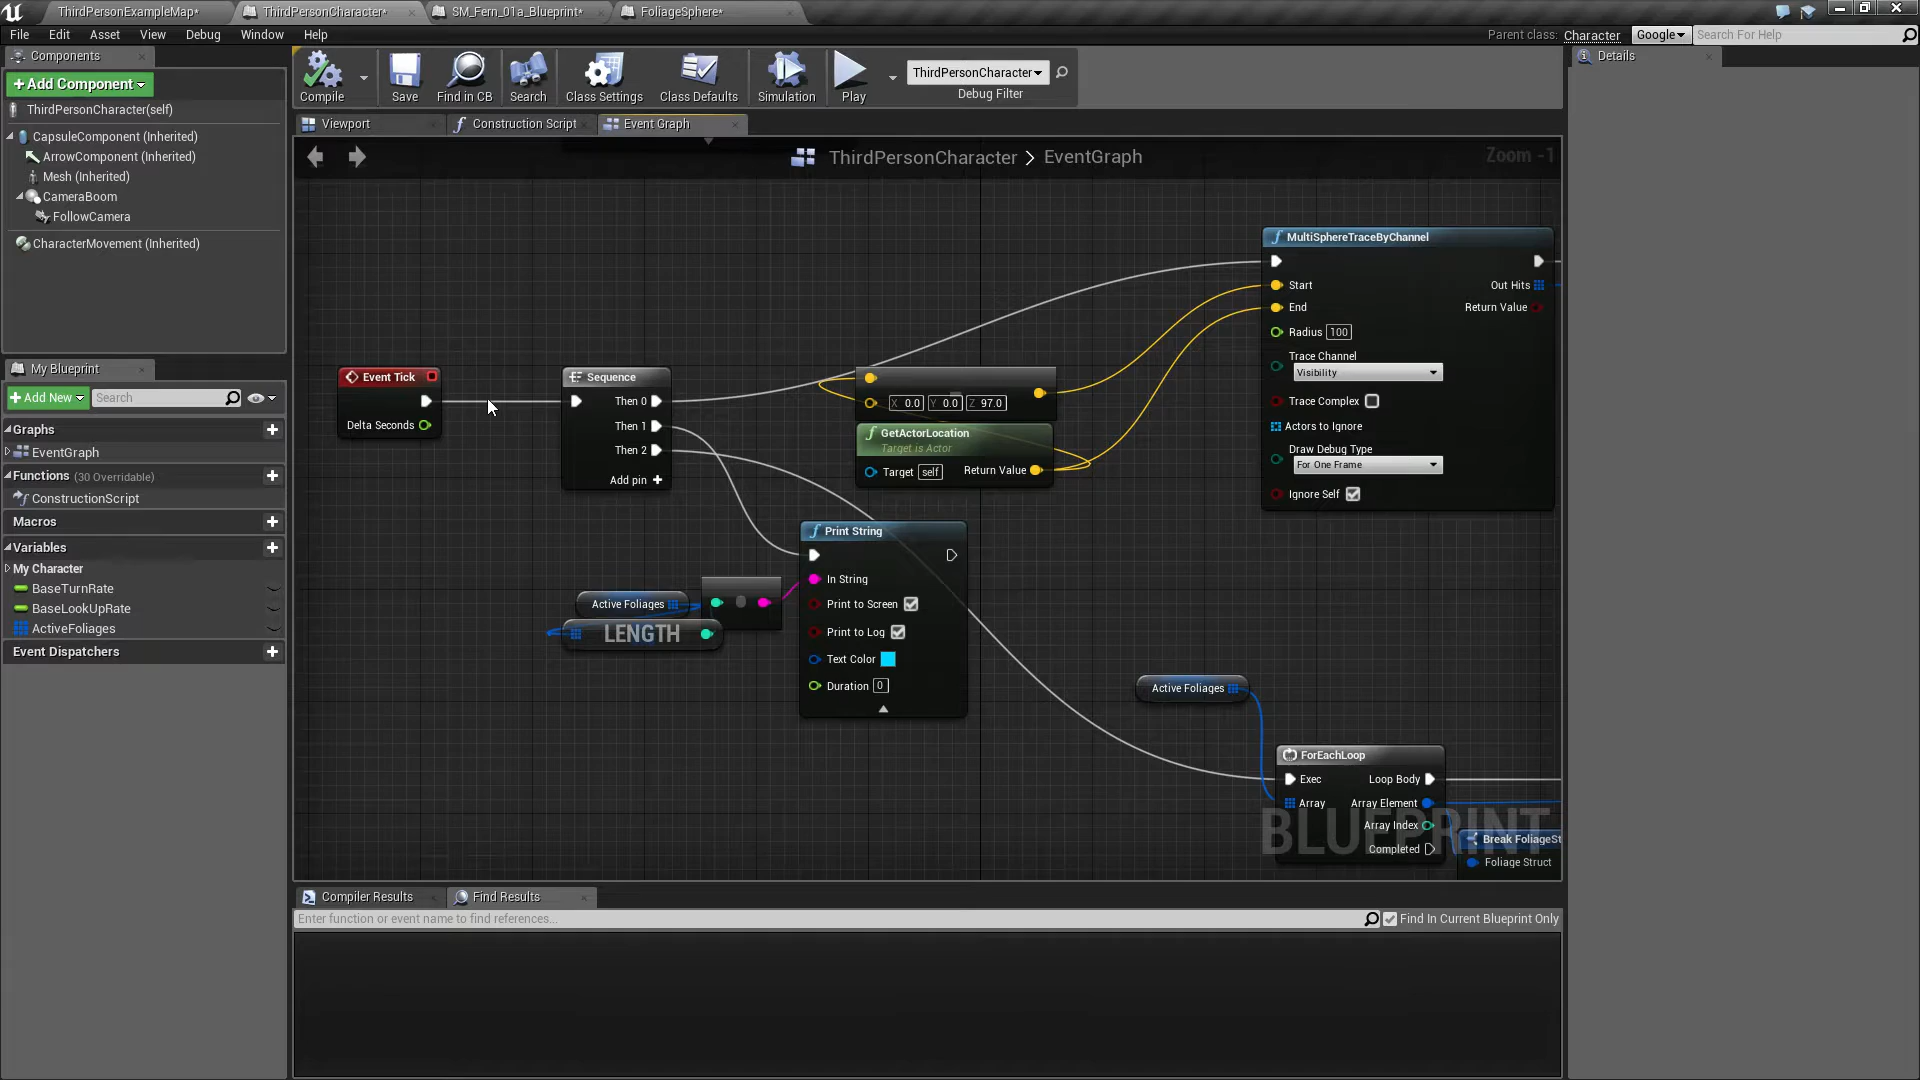 ThirdPersonExampleMap*
ThirdPersonCharacter*
SM_Fern_01a_Blueprint*
FoliageSphere*
File Edit Asset View Debug Window Help
Parent class: Character
Google
Search For Help
Components
+Add Component
ThirdPersonCharacter(self)
CapsuleComponent (Inherited)
ArrowComponent (Inherited)
Mesh (Inherited)
CameraBoom
FollowCamera
CharacterMovement (Inherited)
My Blueprint
+Add New
Search
Graphs
EventGraph
Functions (30 Overridable)
ConstructionScript
Macros
Variables
My Character
BaseTurnRate
BaseLookUpRate
ActiveFoliages
Event Dispatchers
Compile
Save
Find in CB
Search
Class Settings
Class Defaults
Simulation
Play
ThirdPersonCharacter
Debug Filter
Viewport
Construction Script
Event Graph
ThirdPersonCharacter > EventGraph
Zoom -1
Event Tick
Delta Seconds
Sequence
Then 0
Then 1
Then 2
Add pin +
X 0.0 Y 0.0 Z 97.0
GetActorLocation
Target is Actor
Target self Return Value
MultiSphereTraceByChannel
Start Out Hits
End Return Value
Radius 100
Trace Channel
Visibility
Trace Complex
Actors to Ignore
Draw Debug Type
For One Frame
Ignore Self
Print String
In String
Print to Screen
Print to Log
Text Color
Duration 0
Active Foliages
LENGTH
Active Foliages
ForEachLoop
Exec Loop Body
Array Array Element
Array Index
Completed
BLUEPRINT
Break FoliageSt
Foliage Struct
Compiler Results
Find Results
Enter function or event name to find references...
Find In Current Blueprint Only
Details